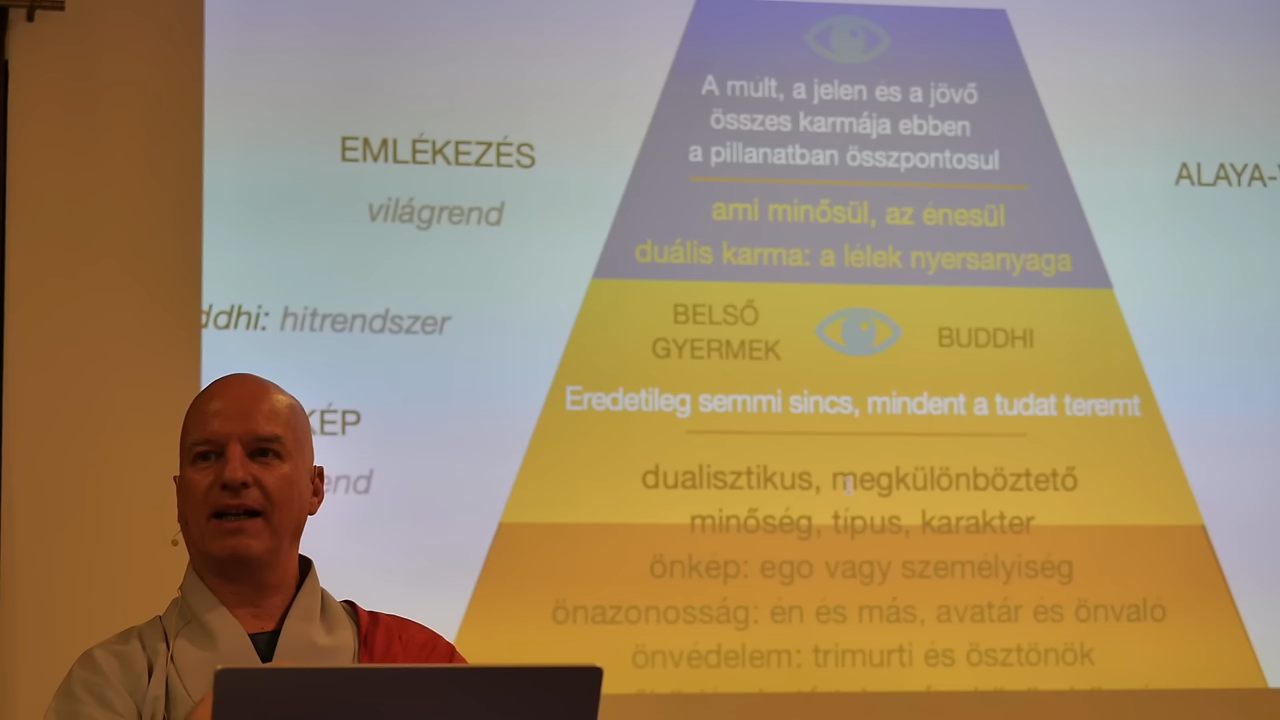 A múlt, a jelen és a jövő
összes karmája ebben
a pillanatban összpontosul
EMLÉKEZÉS
világrend
ALAYA-
ami minősül, az énesül
duális karma: a lélek nyersanyaga
ddhi: hitrendszer
BELSŐ
GYERMEK
BUDDHI
Eredetileg semmi sincs, mindent a tudat teremt
KÉP
end
dualisztikus, megkülönböztető
minőség, típus, karakter
önkép: ego vagy személyiség
önazonosság: én és más, avatár és önvaló
önvédelem: trimurti és ösztönök